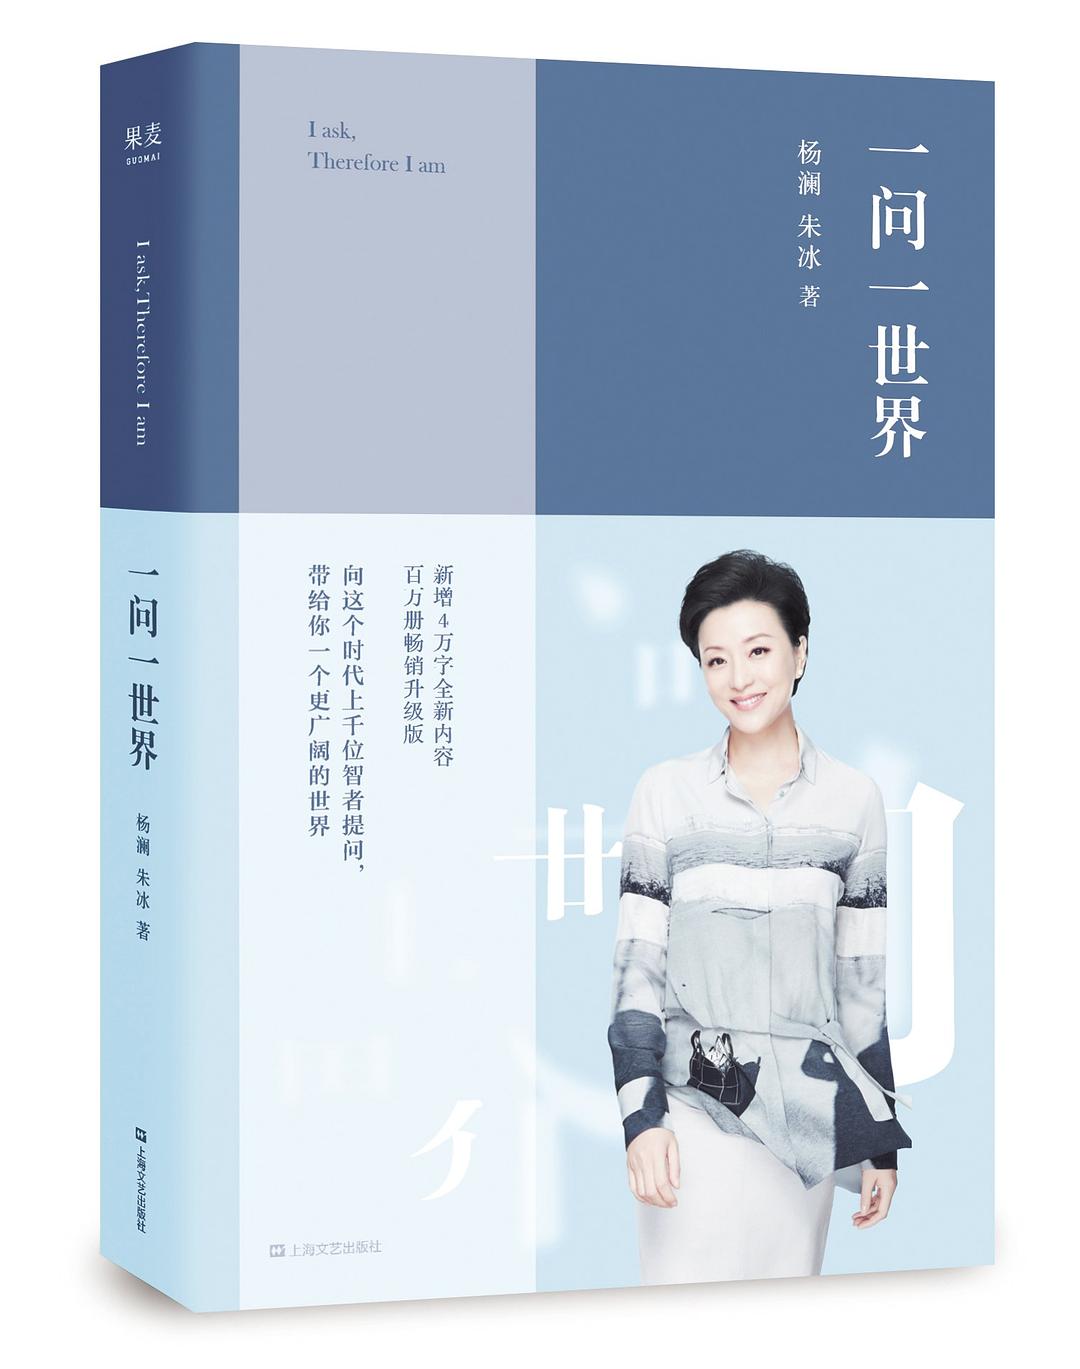 果麦
GUOMAI
I ask,Therefore I am
一问一世界
杨澜 朱冰 著
上海文艺出版社
I ask,
Therefore I am
一问一世界
杨澜 朱冰 著
新增4万字全新内容
百万册畅销升级版
向这个时代上千位智者提问，
带给你一个更广阔的世界
上海文艺出版社